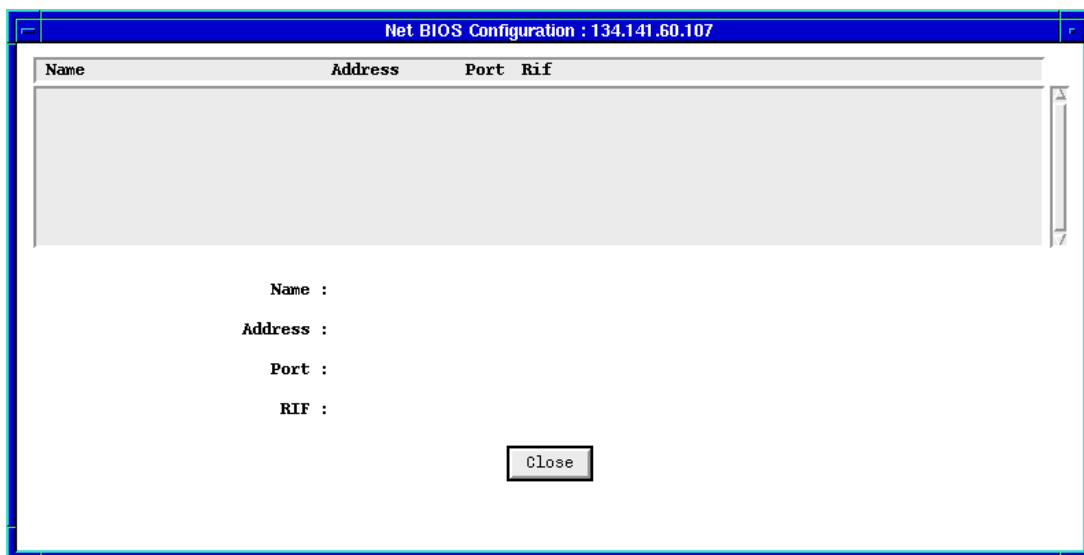 Net BIOS Configuration : 134.141.60.107
Name Address Port Rif
Name :
Address :
Port :
RIF :
Close